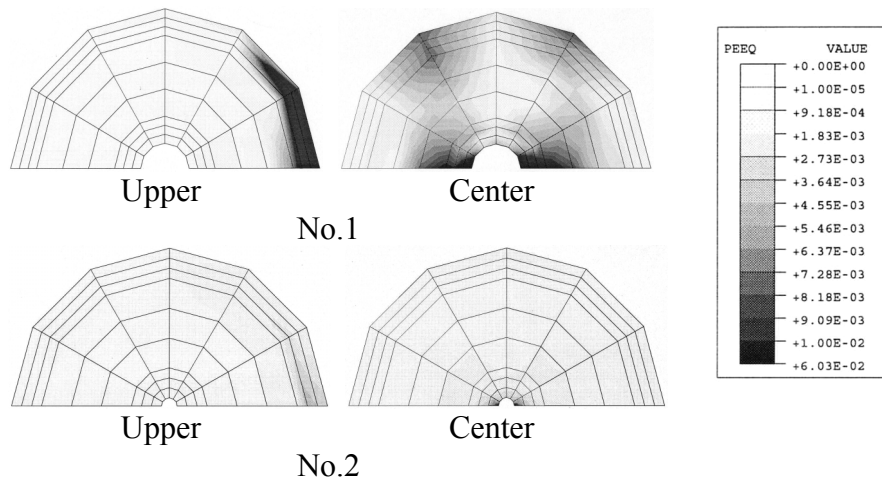 Upper
Center
No.1
Upper
Center
No.2
PEEQ VALUE
+0.00E+00
+1.00E-05
+9.18E-04
+1.83E-03
+2.73E-03
+3.64E-03
+4.55E-03
+5.46E-03
+6.37E-03
+7.28E-03
+8.18E-03
+9.09E-03
+1.00E-02
+6.03E-02